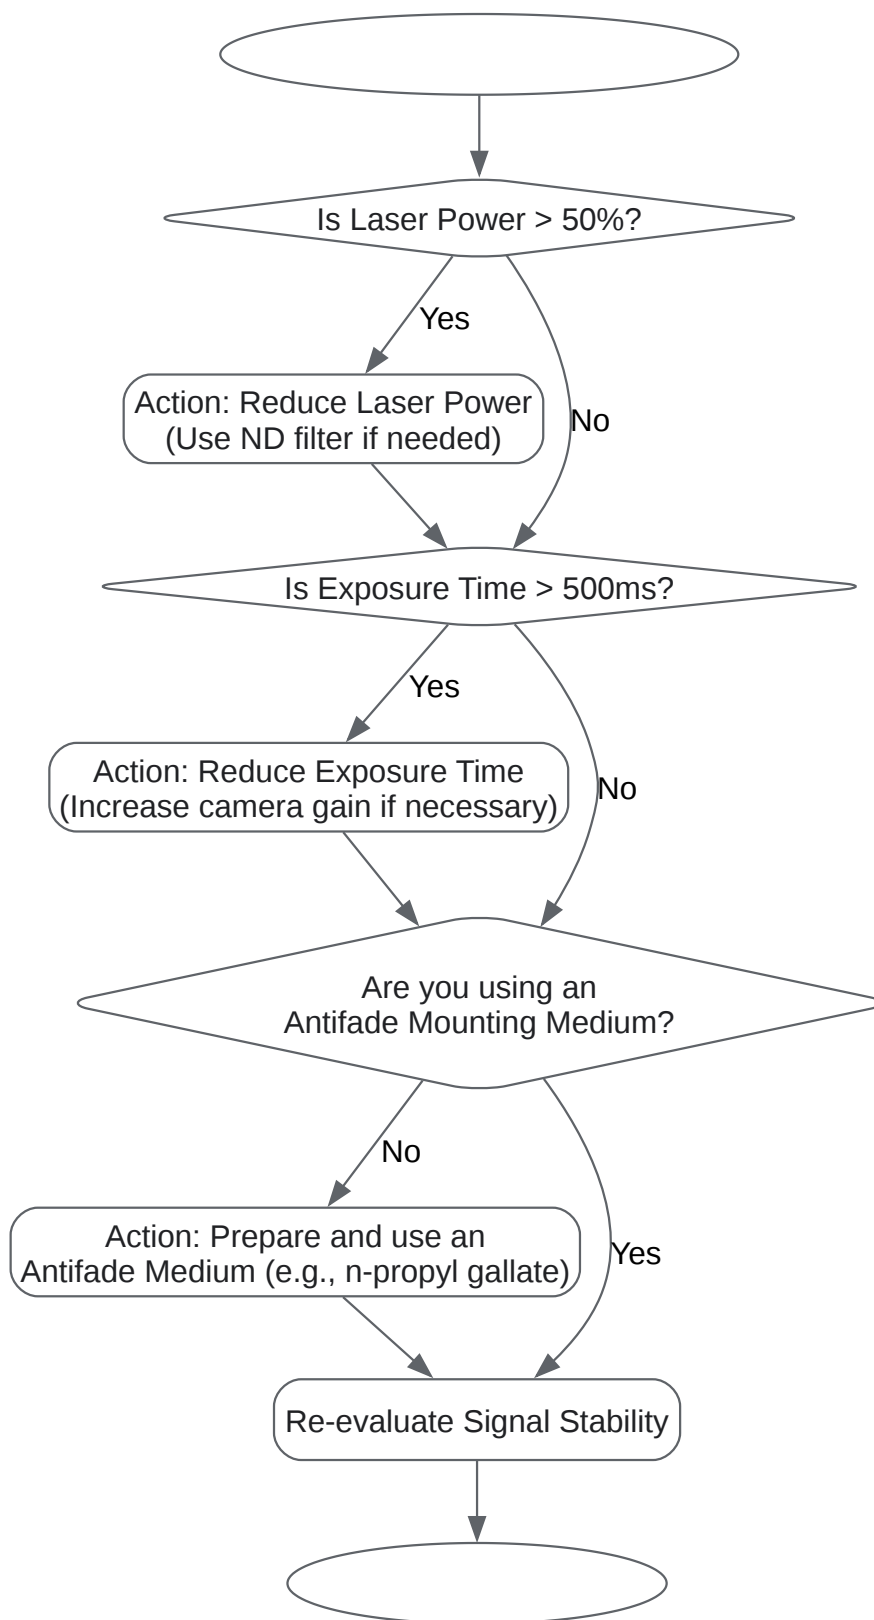 Is Laser Power > 50%?
Yes
Action: Reduce Laser Power
(Use ND filter if needed)
No
Is Exposure Time > 500ms?
Yes
Action: Reduce Exposure Time
(Increase camera gain if necessary)
No
Are you using an
Antifade Mounting Medium?
No
Action: Prepare and use an
Antifade Medium (e.g., n-propyl gallate)
Yes
Re-evaluate Signal Stability